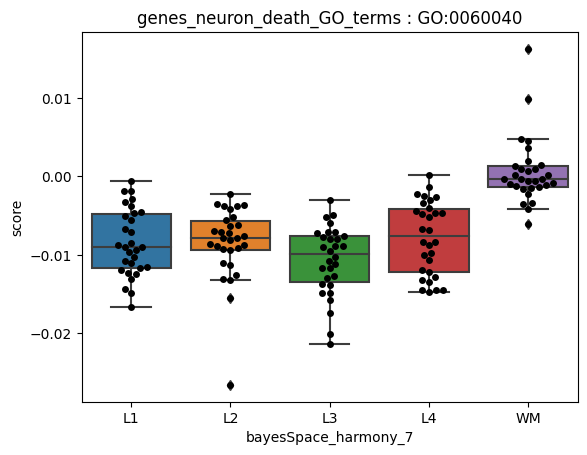 genes_neuron_death_GO_terms : GO:0060040
0.01
0.00
−0.01
−0.02
score
L1 L2 L3 L4 WM
bayesSpace_harmony_7